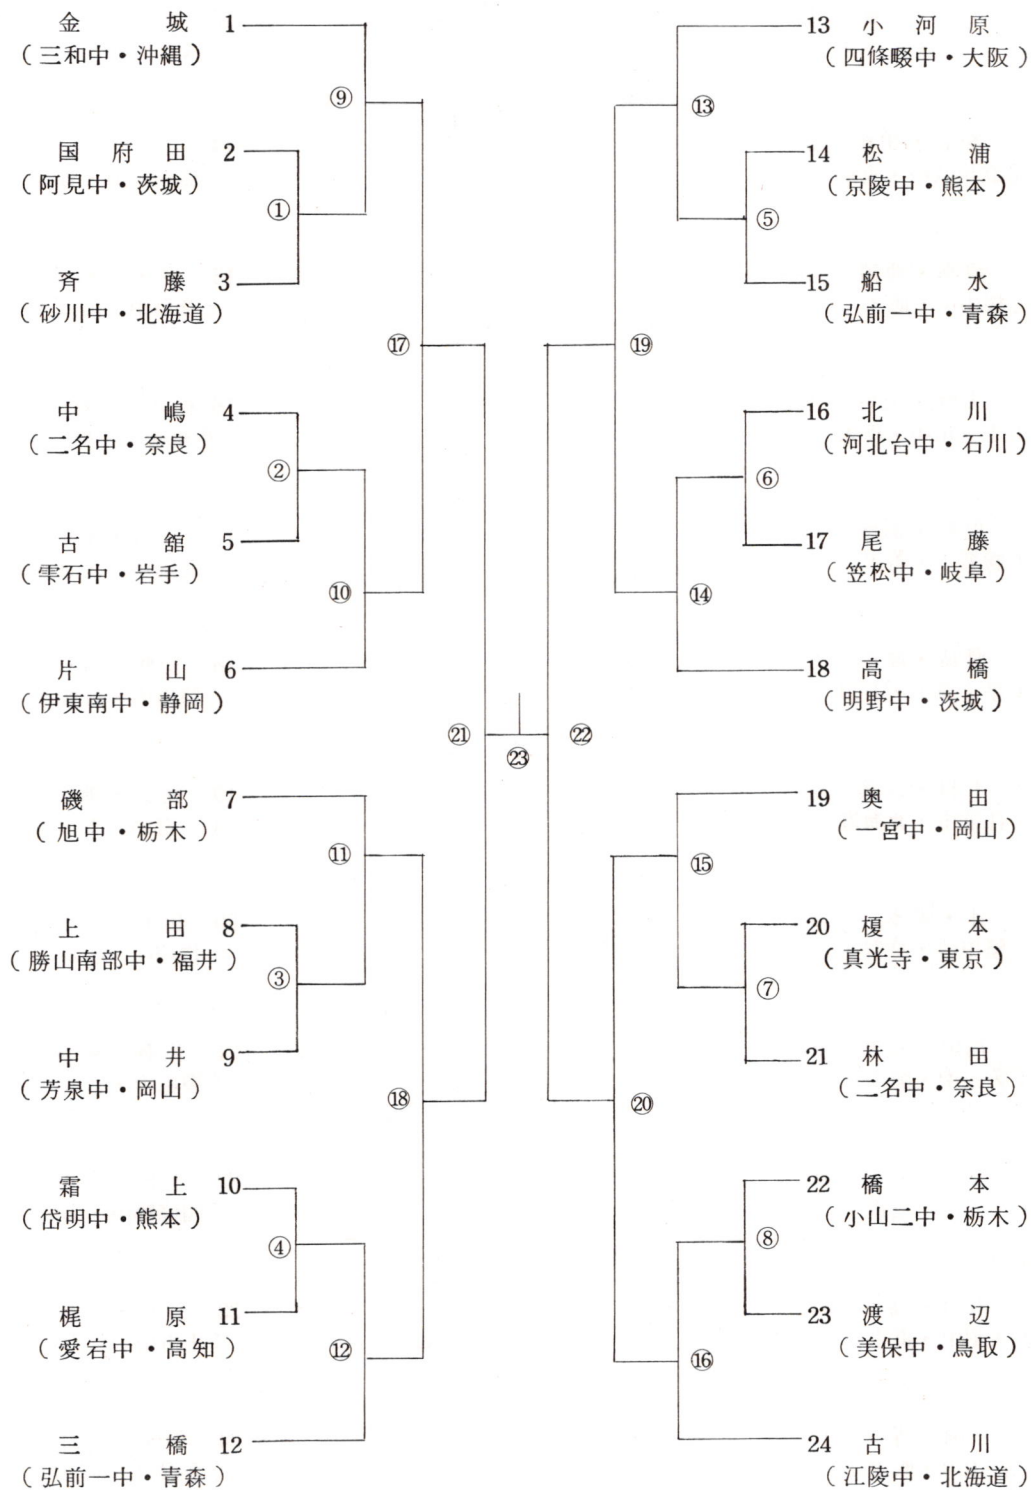 金城 1
（三和中・沖縄）
⑨
国府田 2
（阿見中・茨城）
①
斉藤 3
（砂川中・北海道）
⑰
中嶋 4
（二名中・奈良）
②
古舘 5
（雫石中・岩手）
⑩
片山 6
（伊東南中・静岡）
㉑
㉓
磯部 7
（旭中・栃木）
⑪
上田 8
（勝山南部中・福井）
③
中井 9
（芳泉中・岡山）
⑱
霜上 10
（岱明中・熊本）
④
梶原 11
（愛宕中・高知）
⑫
三橋 12
（弘前一中・青森）
13 小河原
（四條畷中・大阪）
⑬
14 松浦
（京陵中・熊本）
⑤
15 船水
（弘前一中・青森）
⑲
16 北川
（河北台中・石川）
⑥
17 尾藤
（笠松中・岐阜）
⑭
18 高橋
（明野中・茨城）
㉒
19 奥田
（一宮中・岡山）
⑮
20 榎本
（真光寺・東京）
⑦
21 林田
（二名中・奈良）
⑳
22 橋本
（小山二中・栃木）
⑧
23 渡辺
（美保中・鳥取）
⑯
24 古川
（江陵中・北海道）